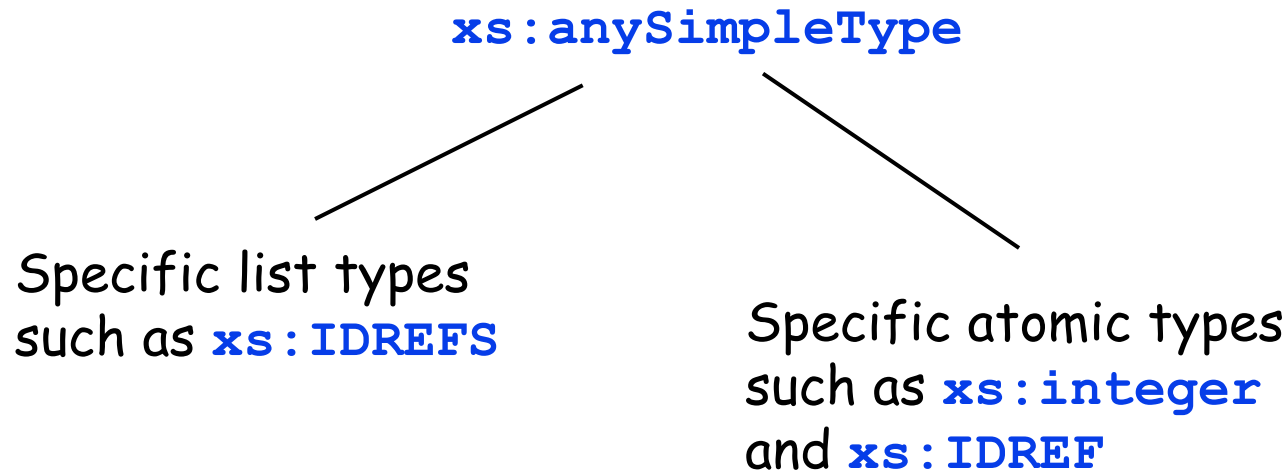 xs:anySimpleType
Specific list types
such as xs:IDREFS
Specific atomic types
such as xs:integer
and xs:IDREF